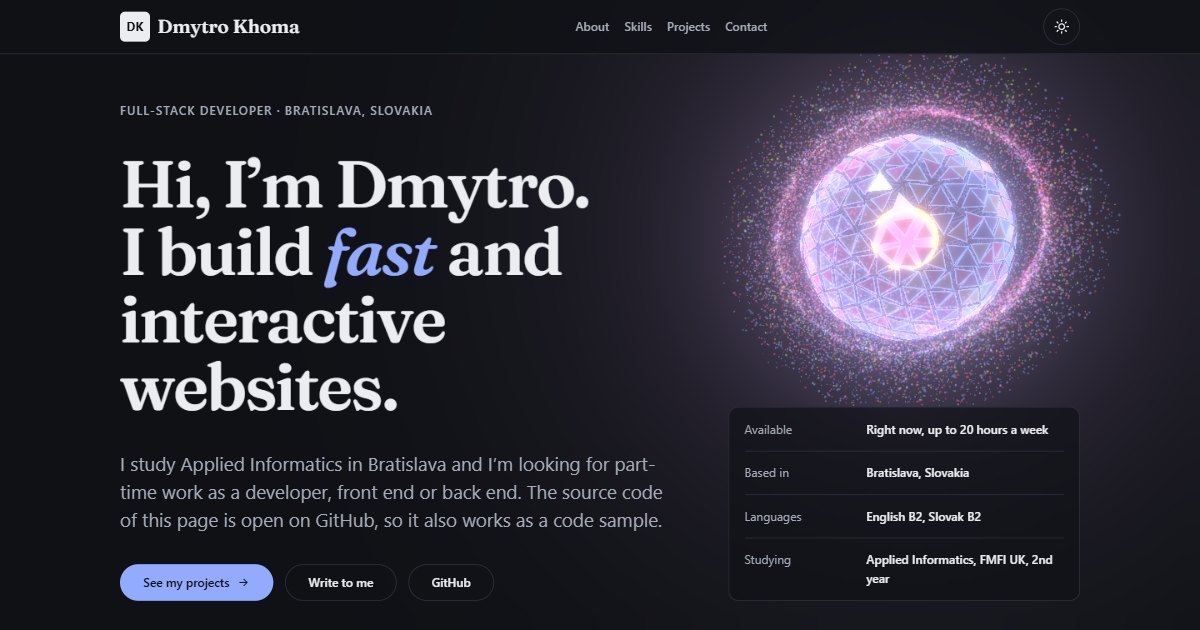 DK Dmytro Khoma
About Skills Projects Contact
FULL-STACK DEVELOPER · BRATISLAVA, SLOVAKIA
Hi, I’m Dmytro.
I build fast and
interactive
websites.
I study Applied Informatics in Bratislava and I’m looking for part-
time work as a developer, front end or back end. The source code
of this page is open on GitHub, so it also works as a code sample.
See my projects → Write to me GitHub
Available Right now, up to 20 hours a week
Based in Bratislava, Slovakia
Languages English B2, Slovak B2
Studying Applied Informatics, FMFI UK, 2nd
year